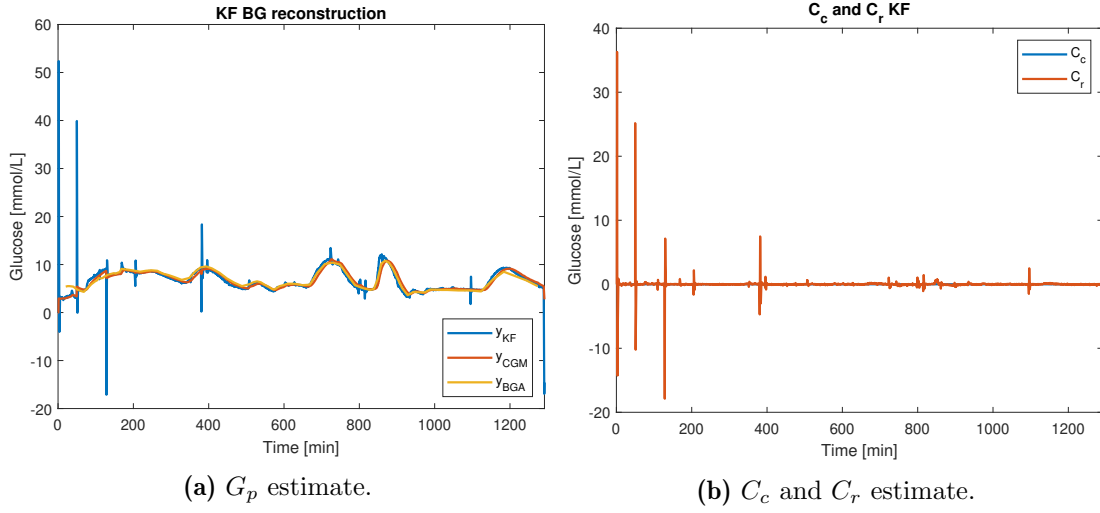 KF BG reconstruction
Glucose [mmol/L]
60
50
40
30
20
10
0
-10
-20
0
200
400
600
800
1000
1200
Time [min]
y_KF
y_CGM
y_BGA
(a) G_p estimate.
C_c and C_r KF
Glucose [mmol/L]
40
30
20
10
0
-10
-20
0
200
400
600
800
1000
1200
Time [min]
C_c
C_r
(b) C_c and C_r estimate.